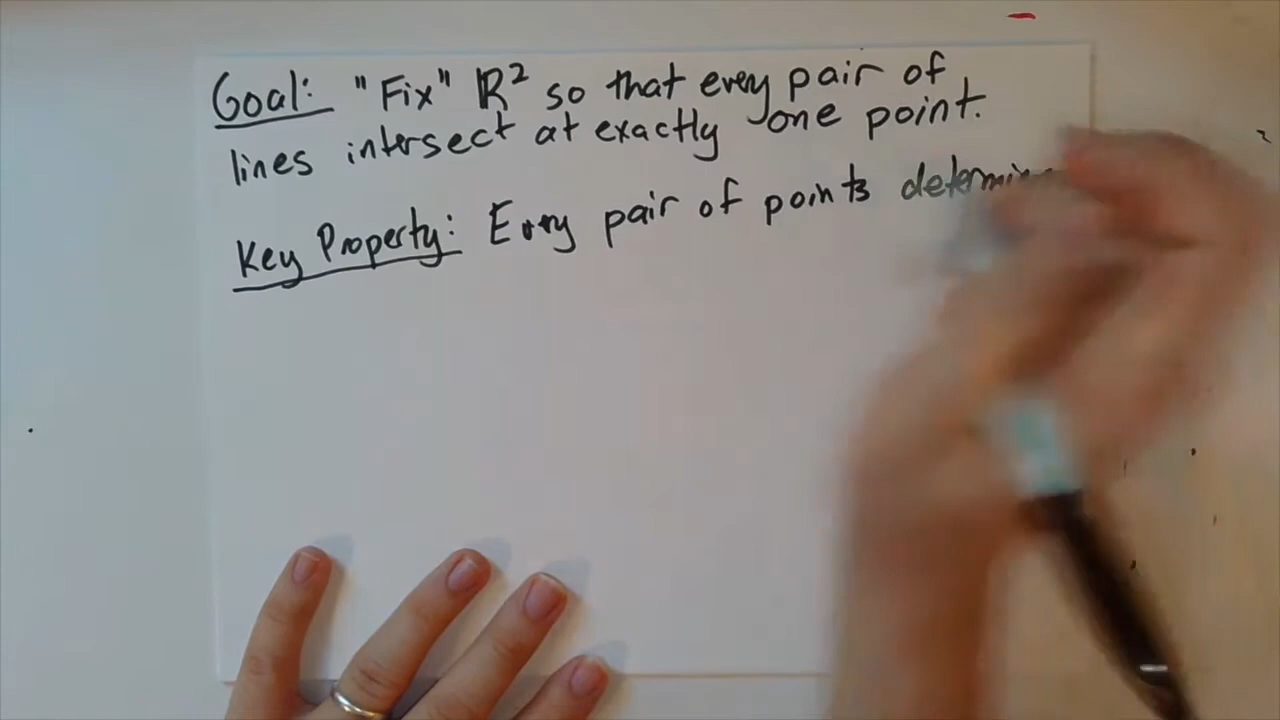 Goal: "Fix" ℝ² so that every pair of
lines intersect at exactly one point.
Key Property: Every pair of points